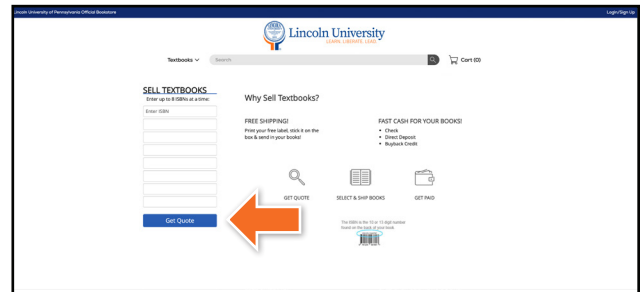 Lincoln University of Pennsylvania Official Bookstore
Login/Sign Up
Lincoln University
LEARN. LIBERATE. LEAD.
Textbooks
Search
Cart (0)
SELL TEXTBOOKS
Enter up to 8 ISBNs at a time:
Enter ISBN
Get Quote
Why Sell Textbooks?
FREE SHIPPING!
Print your free label, stick it on the
box & send in your books!
FAST CASH FOR YOUR BOOKS!
• Check
• Direct Deposit
• Buyback Credit
GET QUOTE
SELECT & SHIP BOOKS
GET PAID
The ISBN is the 10 or 13 digit number
found on the back of your book.